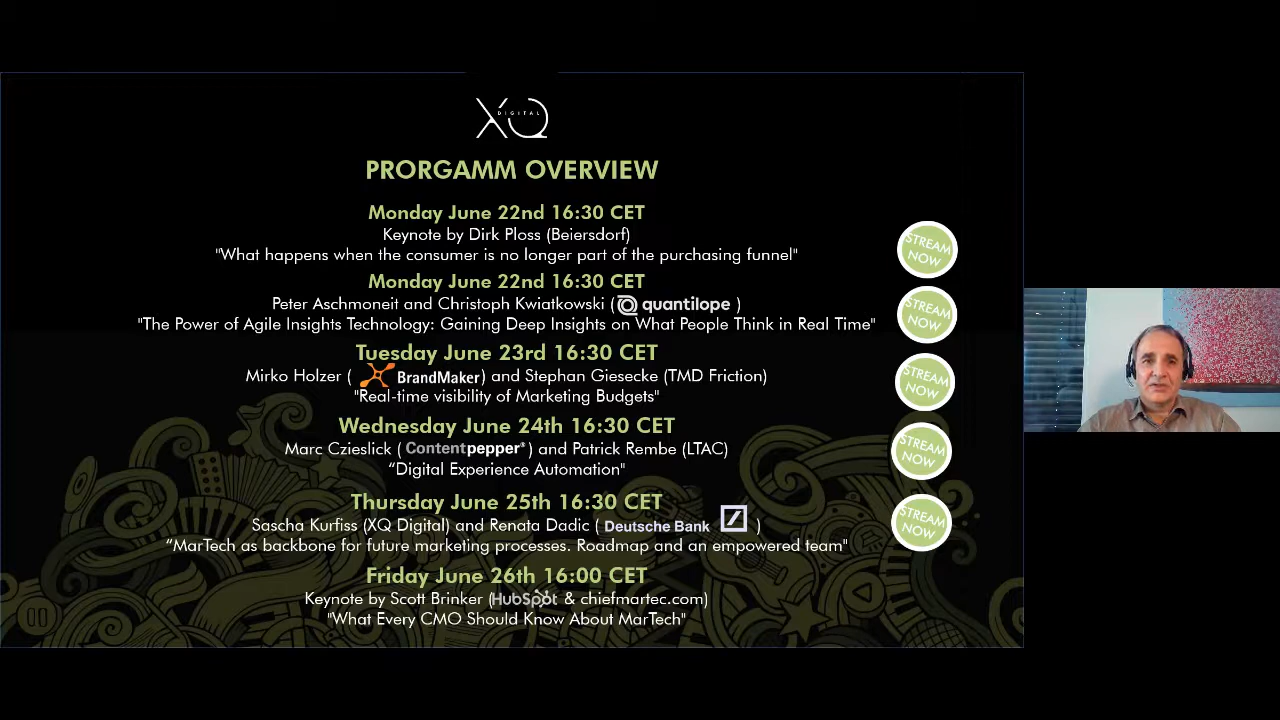 XQ
DIGITAL
PRORGAMM OVERVIEW
Monday June 22nd 16:30 CET
Keynote by Dirk Ploss (Beiersdorf)
"What happens when the consumer is no longer part of the purchasing funnel"
STREAM NOW
Monday June 22nd 16:30 CET
Peter Aschmoneit and Christoph Kwiatkowski ( quantilope )
"The Power of Agile Insights Technology: Gaining Deep Insights on What People Think in Real Time"
STREAM NOW
Tuesday June 23rd 16:30 CET
Mirko Holzer ( BrandMaker) and Stephan Giesecke (TMD Friction)
"Real-time visibility of Marketing Budgets"
STREAM NOW
Wednesday June 24th 16:30 CET
Marc Czieslick ( Contentpepper* ) and Patrick Rembe (LTAC)
“Digital Experience Automation"
STREAM NOW
Thursday June 25th 16:30 CET
Sascha Kurfiss (XQ Digital) and Renata Dadic ( Deutsche Bank )
“MarTech as backbone for future marketing processes. Roadmap and an empowered team"
STREAM NOW
Friday June 26th 16:00 CET
Keynote by Scott Brinker (HubSpot & chiefmartec.com)
"What Every CMO Should Know About MarTech"